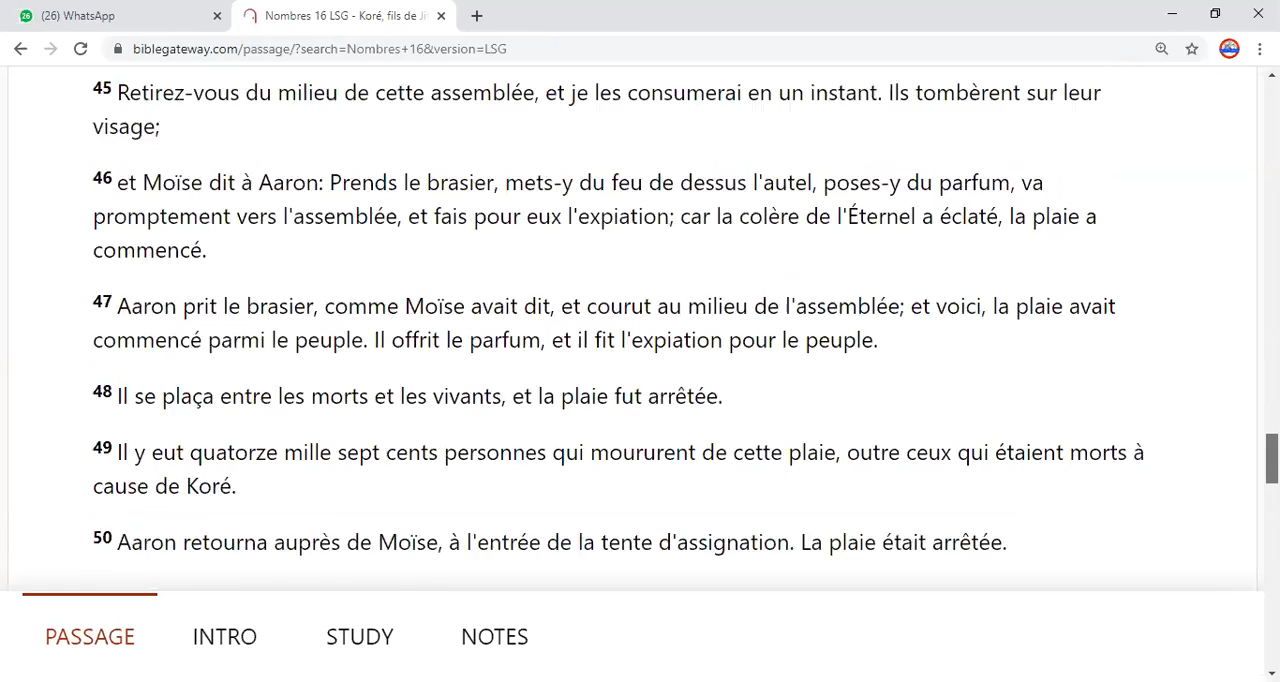 26 (26) WhatsApp
Nombres 16 LSG - Koré, fils de Ji
biblegateway.com/passage/?search=Nombres+16&version=LSG
45 Retirez-vous du milieu de cette assemblée, et je les consumerai en un instant. Ils tombèrent sur leur
visage;
46 et Moïse dit à Aaron: Prends le brasier, mets-y du feu de dessus l'autel, poses-y du parfum, va
promptement vers l'assemblée, et fais pour eux l'expiation; car la colère de l'Éternel a éclaté, la plaie a
commencé.
47 Aaron prit le brasier, comme Moïse avait dit, et courut au milieu de l'assemblée; et voici, la plaie avait
commencé parmi le peuple. Il offrit le parfum, et il fit l'expiation pour le peuple.
48 Il se plaça entre les morts et les vivants, et la plaie fut arrêtée.
49 Il y eut quatorze mille sept cents personnes qui moururent de cette plaie, outre ceux qui étaient morts à
cause de Koré.
50 Aaron retourna auprès de Moïse, à l'entrée de la tente d'assignation. La plaie était arrêtée.
PASSAGE INTRO STUDY NOTES